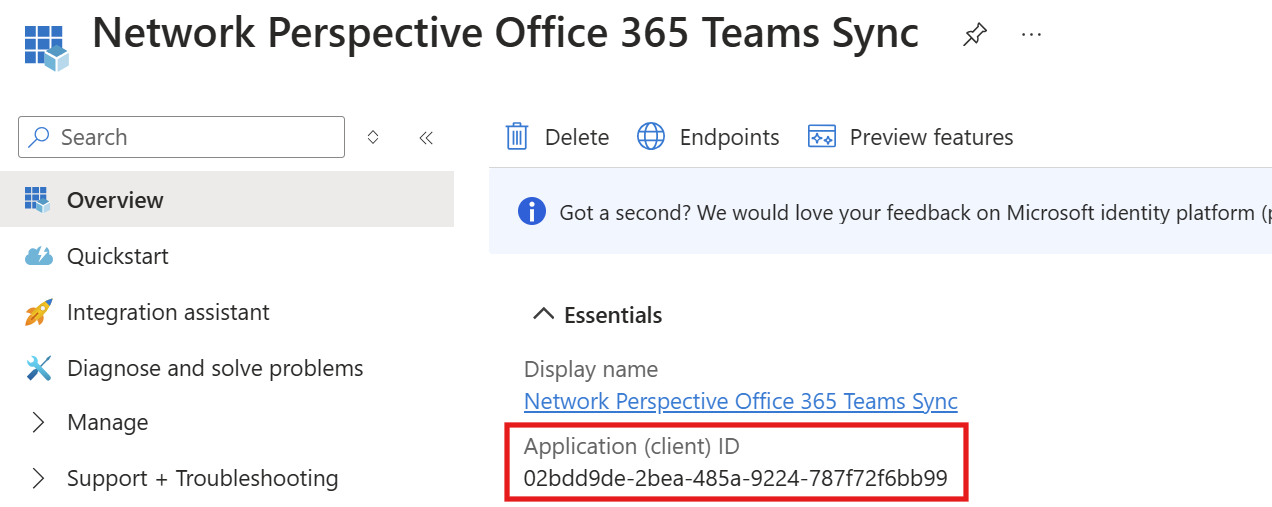 Network Perspective Office 365 Teams Sync
Search
Delete
Endpoints
Preview features
Overview
Got a second? We would love your feedback on Microsoft identity platform (p
Quickstart
Integration assistant
Essentials
Diagnose and solve problems
Display name
Network Perspective Office 365 Teams Sync
Manage
Application (client) ID
02bdd9de-2bea-485a-9224-787f72f6bb99
Support + Troubleshooting